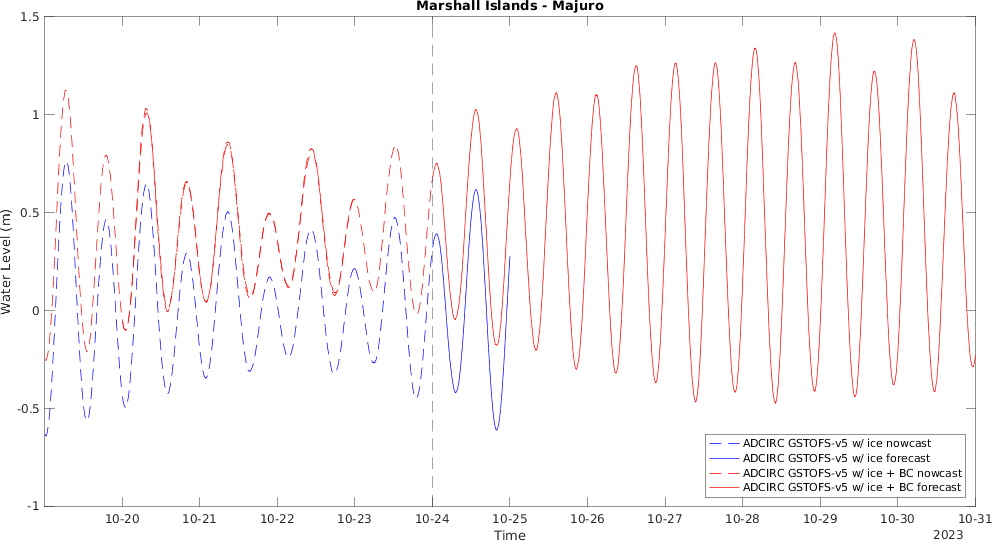 Marshall Islands - Majuro
1.5
1
0.5
0
-0.5
-1
Water Level (m)
ADCIRC GSTOFS-v5 w/ ice nowcast
ADCIRC GSTOFS-v5 w/ ice forecast
ADCIRC GSTOFS-v5 w/ ice + BC nowcast
ADCIRC GSTOFS-v5 w/ ice + BC forecast
10-20 10-21 10-22 10-23 10-24 10-25 10-26 10-27 10-28 10-29 10-30 10-31
Time
2023